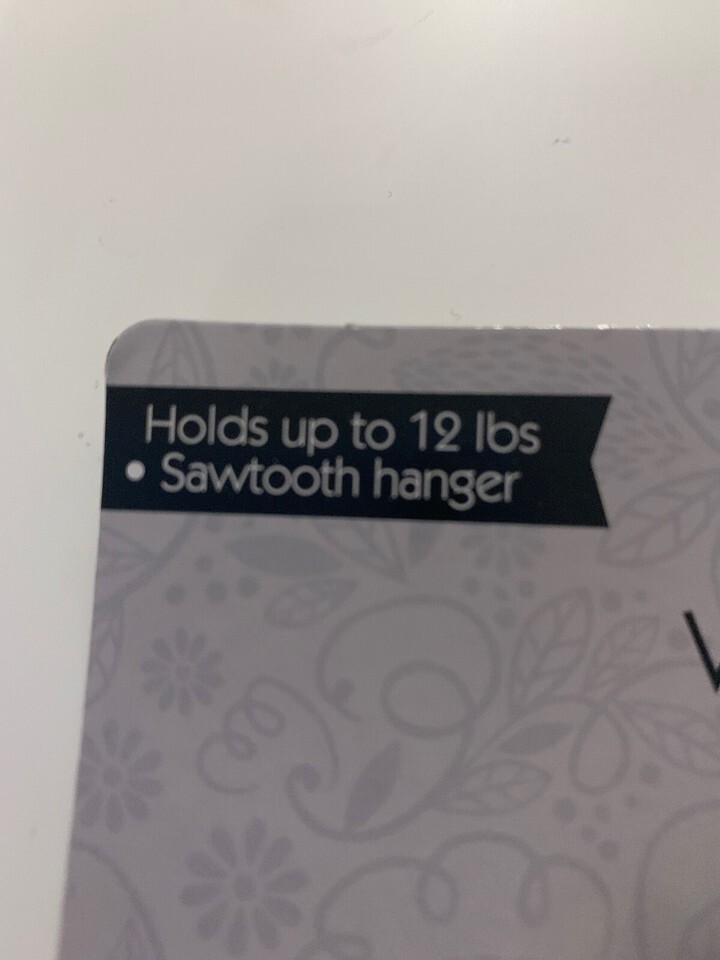 Holds up to 12 lbs
• Sawtooth hanger